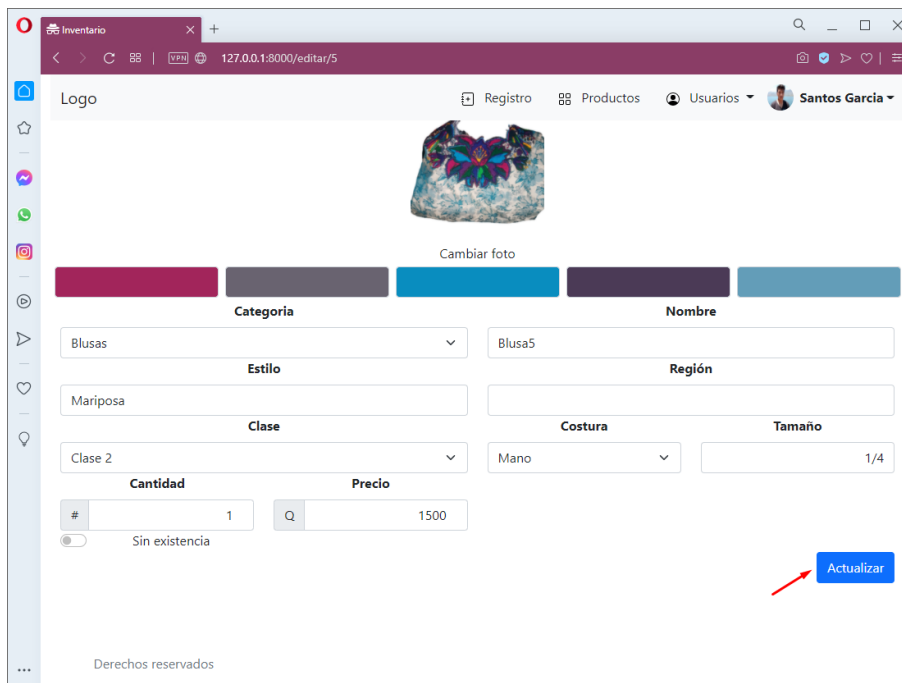 Inventario
VPN 127.0.0.1:8000/editar/5
Logo Registro Productos Usuarios Santos Garcia
Cambiar foto
Categoria Nombre
Blusas Blusa5
Estilo Región
Mariposa
Clase Costura Tamaño
Clase 2 Mano 1/4
Cantidad Precio
# 1 Q 1500
Sin existencia
Actualizar
Derechos reservados